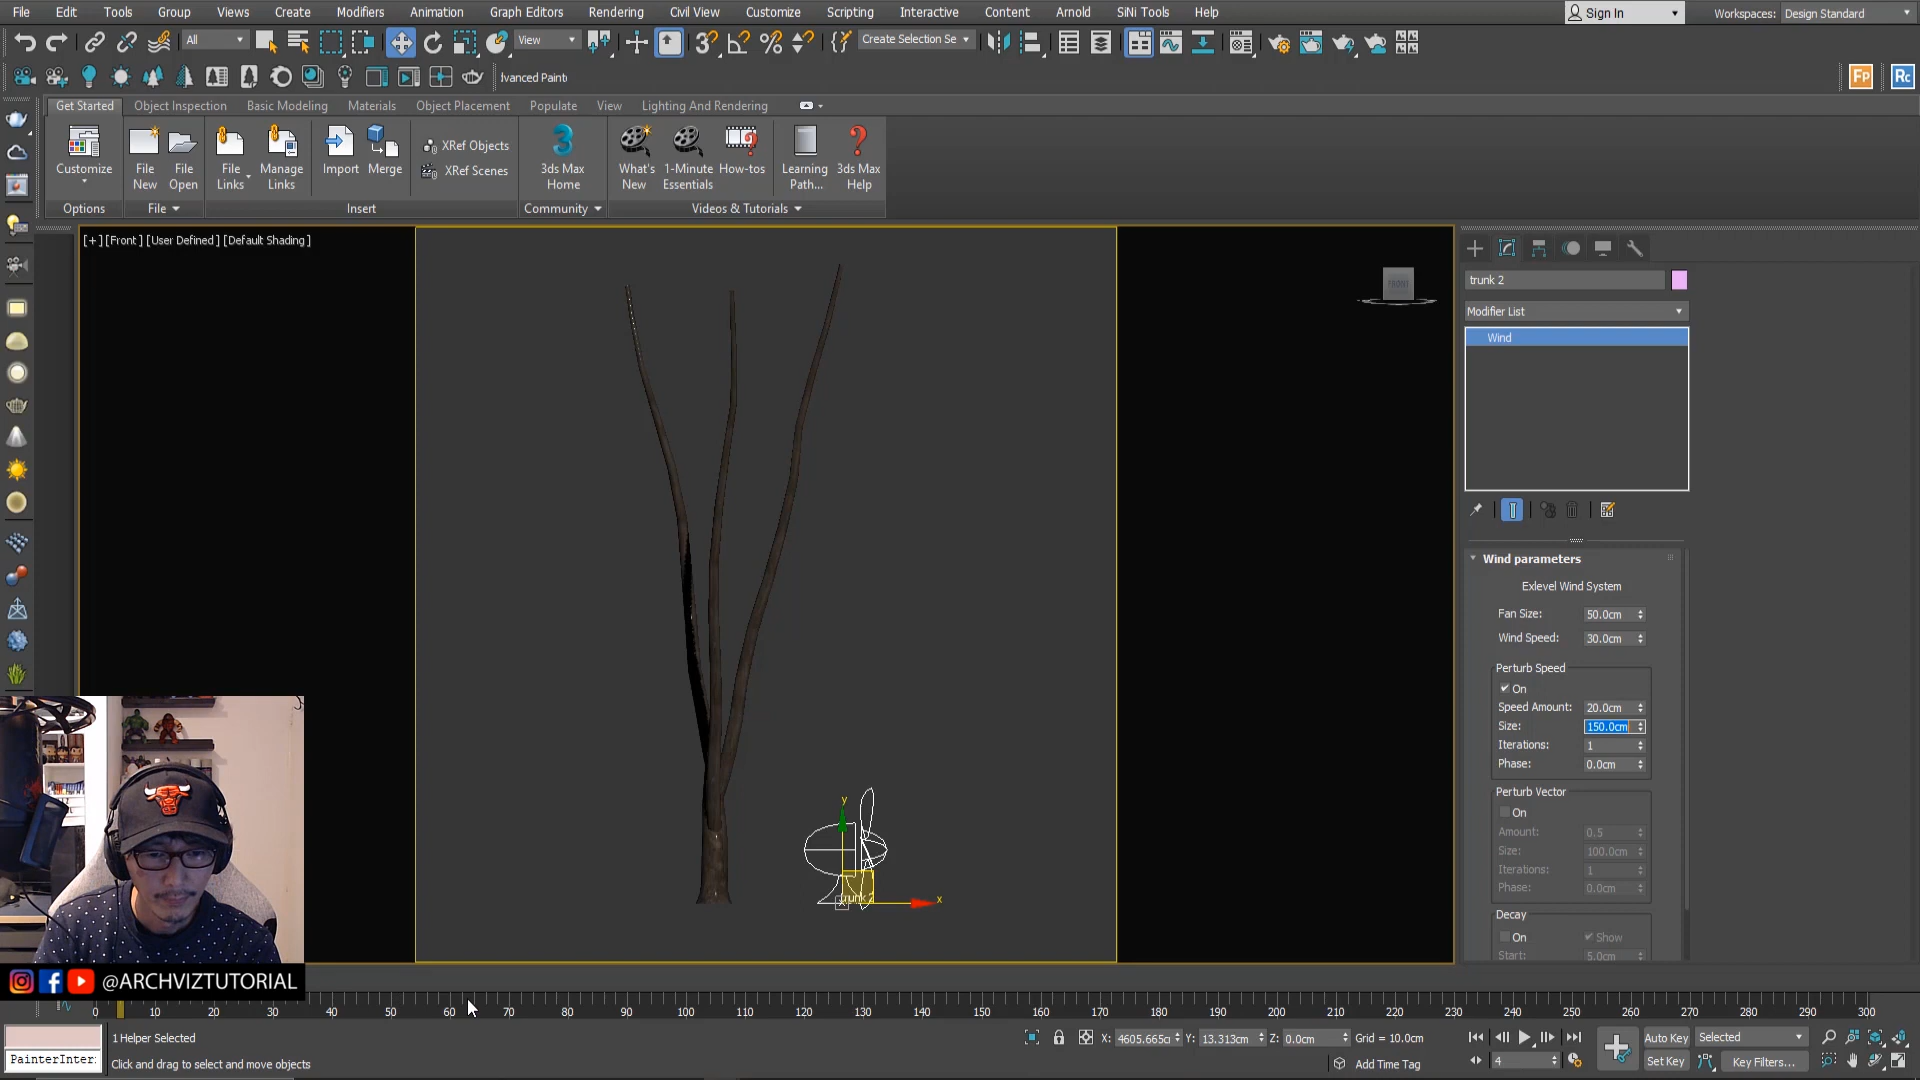 File Edit Tools Group Views Create Modifiers Animation Graph Editors Rendering Civil View Customize Scripting Interactive Content Arnold SiNi Tools Help Sign In Workspaces: Design Standard
All View 3 Create Selection Se
Ivanced Paint Fp Rc
Get Started Object Inspection Basic Modeling Materials Object Placement Populate View Lighting And Rendering
XRef Objects
Customize File New File Open File Links Manage Links Import Merge XRef Scenes 3ds Max Home What's New 1-Minute Essentials How-tos Learning Path... 3ds Max Help
Options File Insert Community Videos & Tutorials
[+] [Front] [User Defined] [Default Shading]
FRONT
trunk 2
Modifier List
Wind
Wind parameters
Exlevel Wind System
Fan Size: 50.0cm
Wind Speed: 30.0cm
Perturb Speed
On
Speed Amount: 20.0cm
Size: 150.0cm
Iterations: 1
Phase: 0.0cm
Perturb Vector
On
Amount: 0.5
Size: 100.0cm
Iterations: 1
Phase: 0.0cm
Decay
On Show
Start: 5.0cm
y
x
trunk 2
@ARCHVIZTUTORIAL
0 10 20 30 40 50 60 70 80 90 100 110 120 130 140 150 160 170 180 190 200 210 220 230 240 250 260 270 280 290 300
1 Helper Selected X: 4605.665c Y: 13.313cm Z: 0.0cm Grid = 10.0cm Auto Key Selected
PainterInter: Click and drag to select and move objects Add Time Tag 4 Set Key Key Filters...